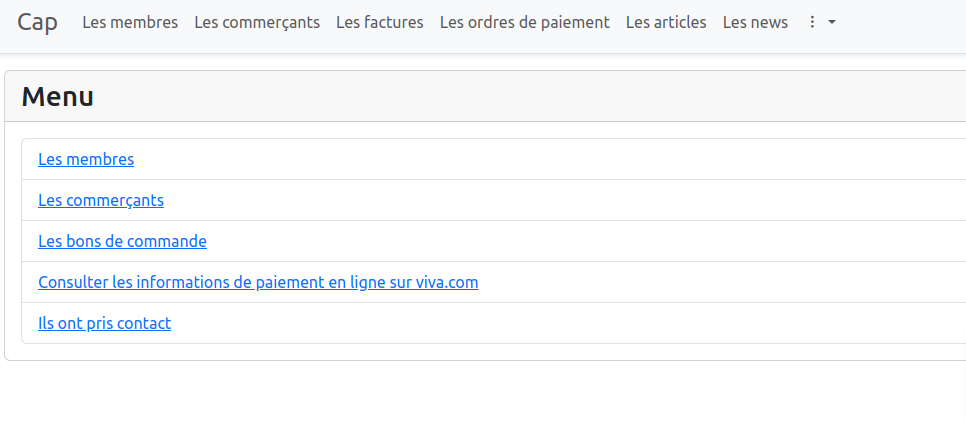 Cap Les membres Les commerçants Les factures Les ordres de paiement Les articles Les news
Menu
Les membres
Les commerçants
Les bons de commande
Consulter les informations de paiement en ligne sur viva.com
Ils ont pris contact